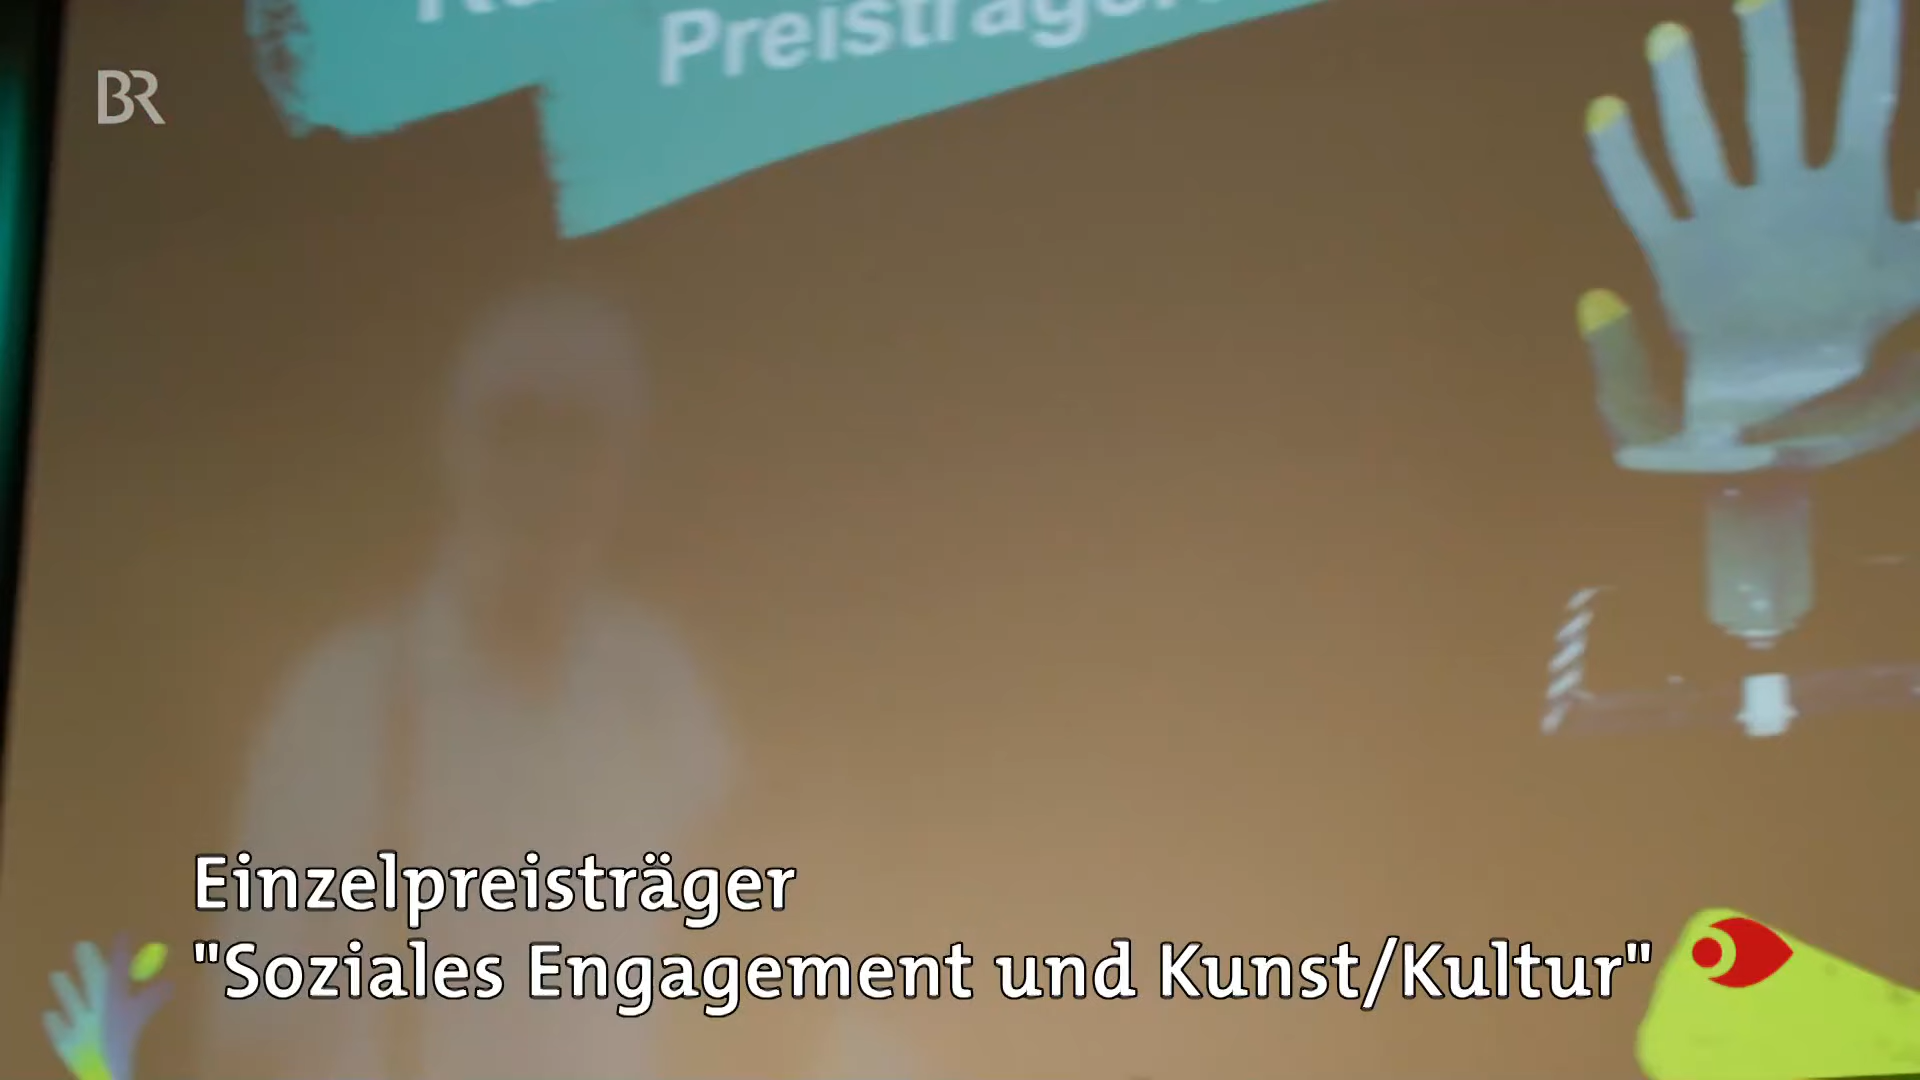 Preisträger
BR
Einzelpreisträger
"Soziales Engagement und Kunst/Kultur"